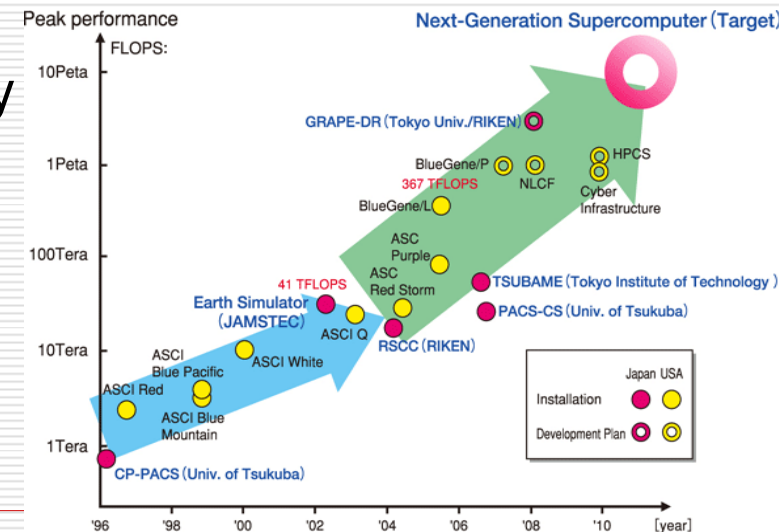 Peak performance
Next-Generation Supercomputer (Target)
FLOPS:
y
10Peta
GRAPE-DR (Tokyo Univ./RIKEN)
1Peta
BlueGene/P
HPCS
367 TFLOPS
NLCF
Cyber
Infrastructure
BlueGene/L
ASC
Purple
100Tera
ASC
Red Storm
TSUBAME (Tokyo Institute of Technology )
41 TFLOPS
Earth Simulator
(JAMSTEC)
PACS-CS (Univ. of Tsukuba)
ASCI Q
RSCC (RIKEN)
10Tera
ASCI
Blue Pacific
ASCI White
ASCI Red
ASCI Blue
Mountain
Japan USA
Installation
Development Plan
1Tera
CP-PACS (Univ. of Tsukuba)
'96 '98 '00 '02 '04 '06 '08 '10 [year]